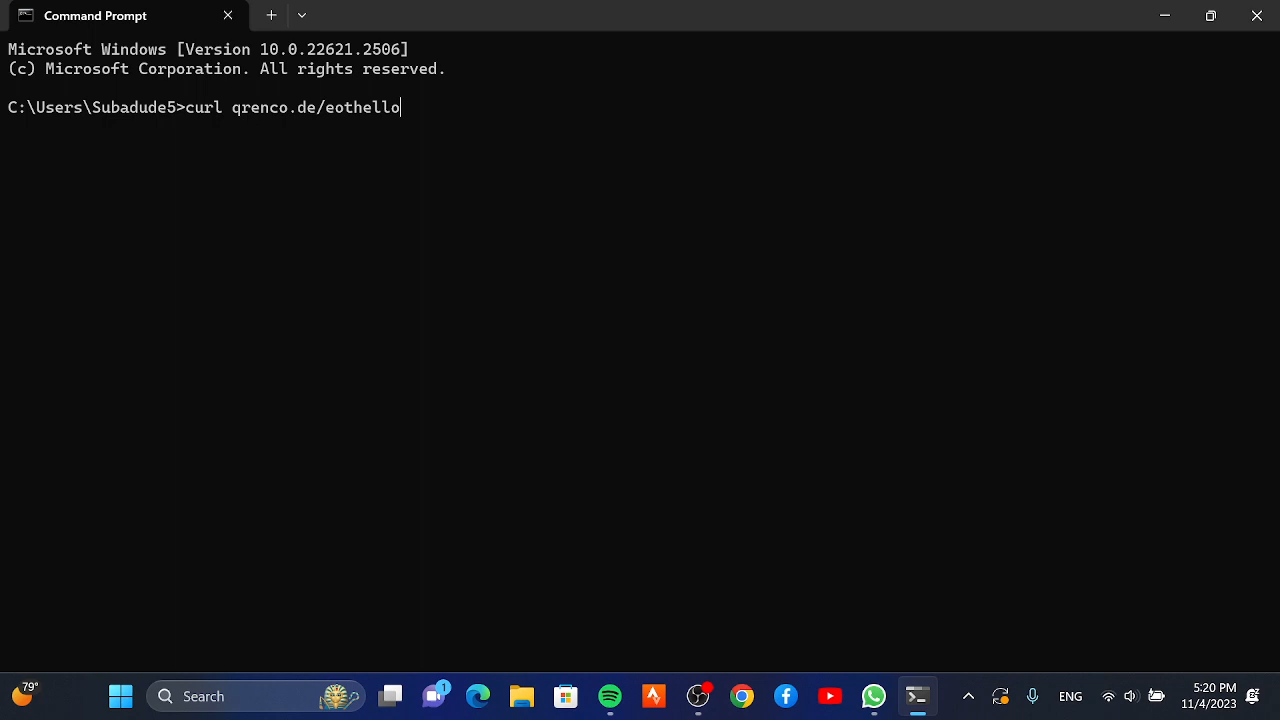 Command Prompt
Microsoft Windows [Version 10.0.22621.2506]
(c) Microsoft Corporation. All rights reserved.
C:\Users\Subadude5>curl qrenco.de/eothello
79°
Search
1
ENG
5:20 PM
11/4/2023